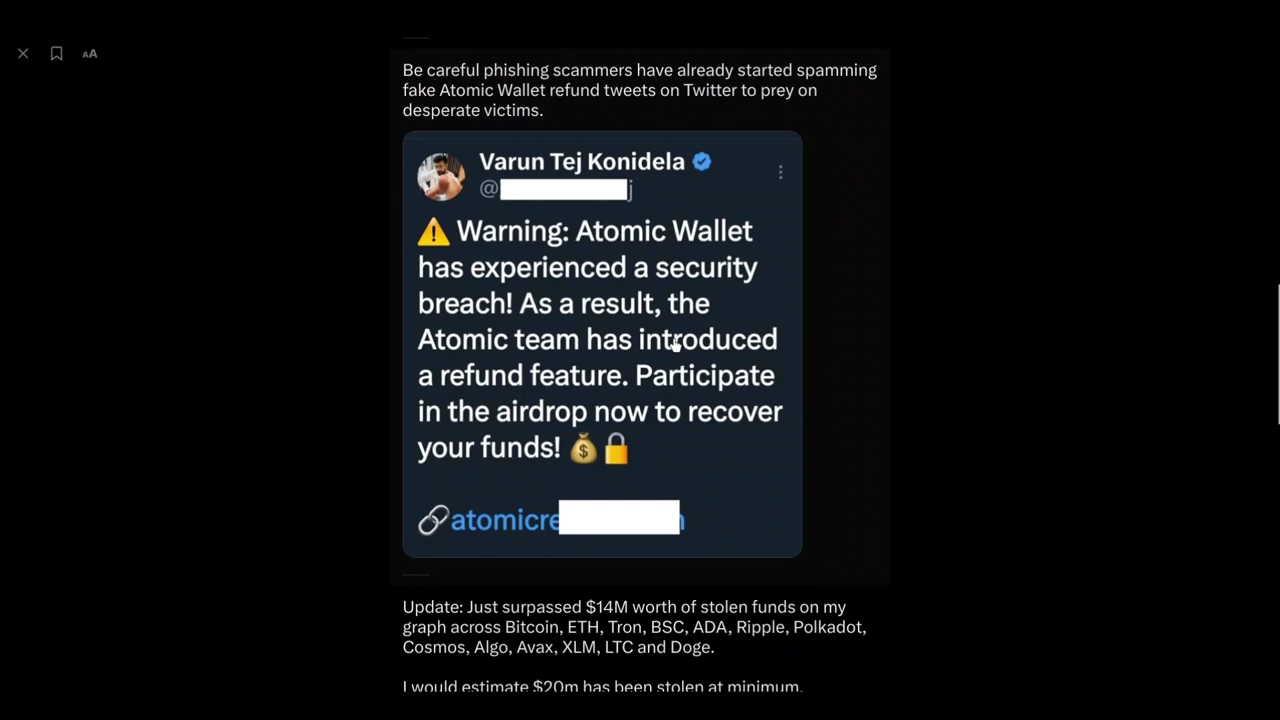 AA
Be careful phishing scammers have already started spamming
fake Atomic Wallet refund tweets on Twitter to prey on
desperate victims.
Varun Tej Konidela
@ j
⚠️ Warning: Atomic Wallet
has experienced a security
breach! As a result, the
Atomic team has introduced
a refund feature. Participate
in the airdrop now to recover
your funds! 💰🔒
🔗atomicre
Update: Just surpassed $14M worth of stolen funds on my
graph across Bitcoin, ETH, Tron, BSC, ADA, Ripple, Polkadot,
Cosmos, Algo, Avax, XLM, LTC and Doge.
I would estimate $20m has been stolen at minimum.